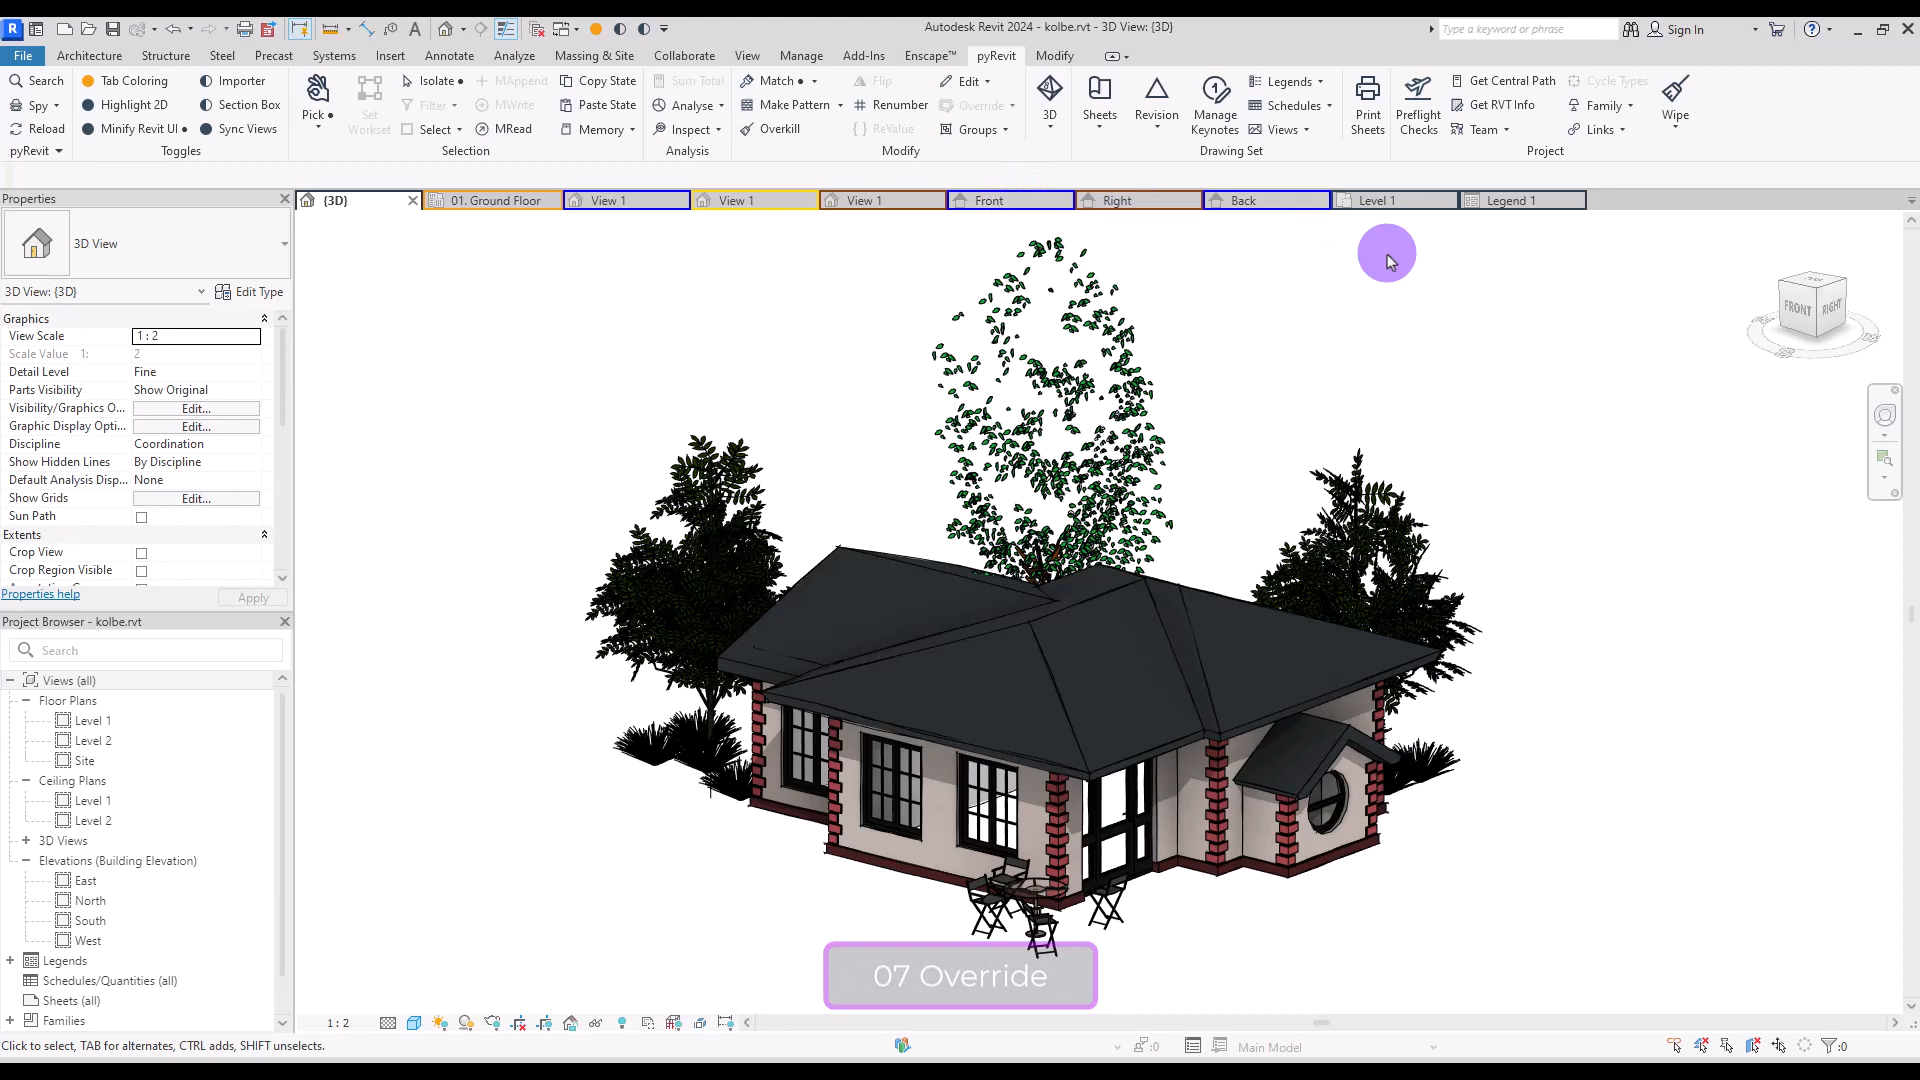 Autodesk Revit 2024 - kolbe.rvt - 3D View: {3D}
Type a keyword or phrase
Sign In
File Architecture Structure Steel Precast Systems Insert Annotate Analyze Massing & Site Collaborate View Manage Add-Ins Enscape™ pyRevit Modify
Search Tab Coloring Importer Isolate MAppend Copy State Sum Total Match Flip Edit Legends Get Central Path Cycle Types
Spy Highlight 2D Section Box Filter MWrite Paste State Analyse Make Pattern Renumber Override Schedules Get RVT Info Family
Reload Minify Revit UI Sync Views Pick Set Workset Select MRead Memory Inspect Overkill ReValue Groups 3D Sheets Revision Manage Keynotes Views Print Sheets Preflight Checks Team Links Wipe
pyRevit Toggles Selection Analysis Modify Drawing Set Project
Properties
{3D} 01. Ground Floor View 1 View 1 View 1 Front Right Back Level 1 Legend 1
3D View
3D View: {3D} Edit Type
Graphics
View Scale 1 : 2
Scale Value 1: 2
Detail Level Fine
Parts Visibility Show Original
Visibility/Graphics O... Edit...
Graphic Display Opti... Edit...
Discipline Coordination
Show Hidden Lines By Discipline
Default Analysis Disp... None
Show Grids Edit...
Sun Path
Extents
Crop View
Crop Region Visible
Properties help Apply
FRONT RIGHT
Project Browser - kolbe.rvt
Search
Views (all)
Floor Plans
Level 1
Level 2
Site
Ceiling Plans
Level 1
Level 2
3D Views
Elevations (Building Elevation)
East
North
South
West
Legends
Schedules/Quantities (all)
Sheets (all)
Families
07 Override
1 : 2
Click to select, TAB for alternates, CTRL adds, SHIFT unselects.
:0
Main Model
:0